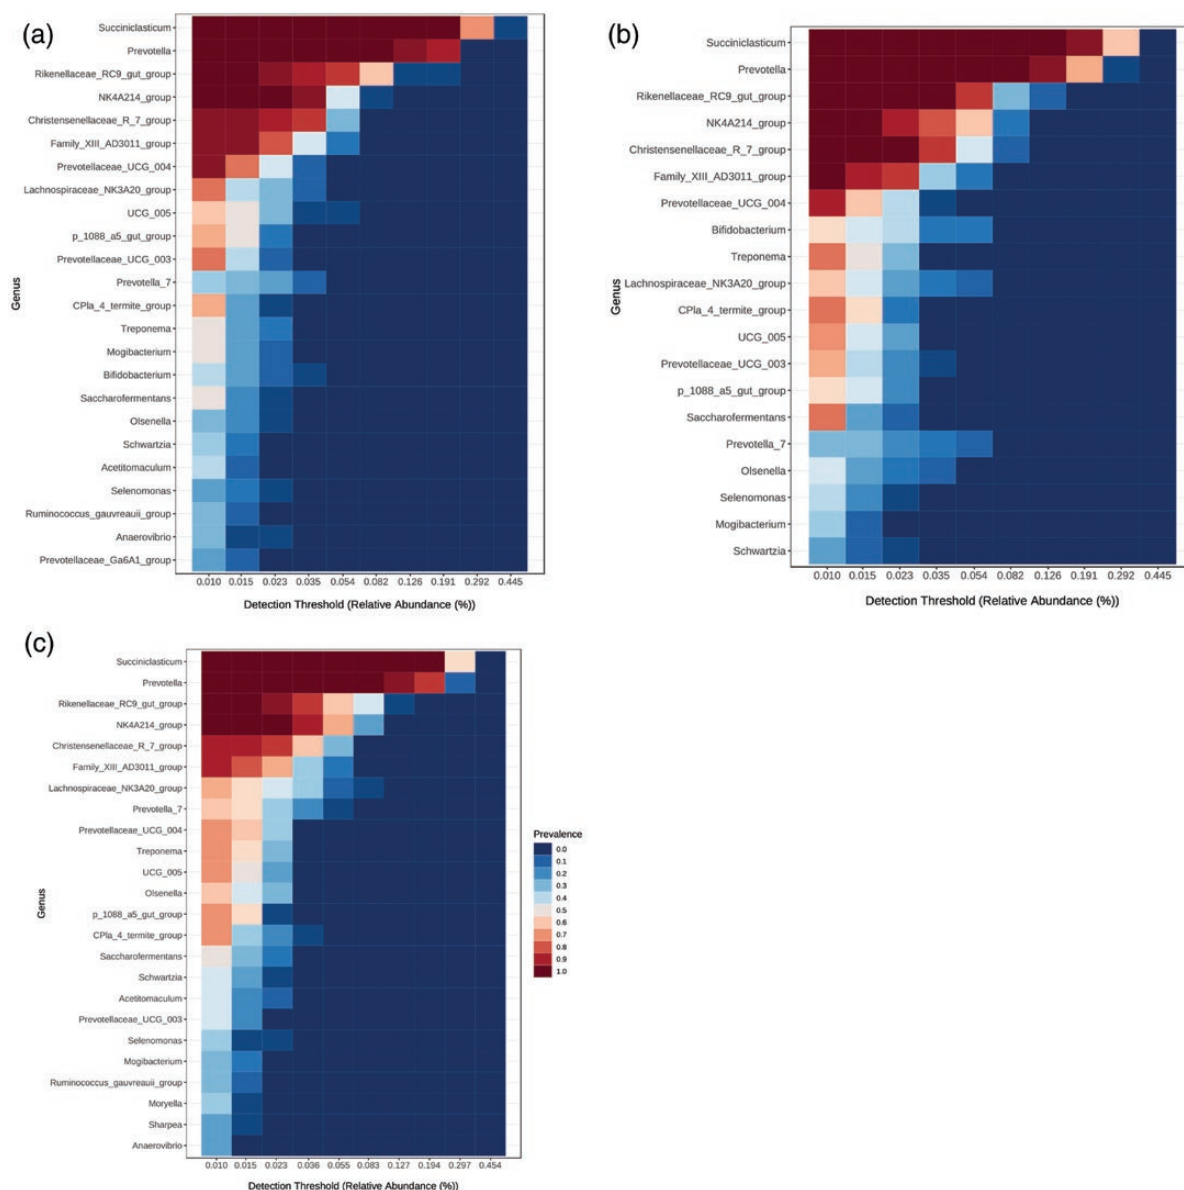 (a)
Succiniclasticum
Prevotella
Rikenellaceae_RC9_gut_group
NK4A214_group
Christensenellaceae_R_7_group
Family_XIII_AD3011_group
Prevotellaceae_UCG_004
Lachnospiraceae_NK3A20_group
UCG_005
p_1088_a5_gut_group
Prevotellaceae_UCG_003
Prevotella_7
CPla_4_termite_group
Treponema
Mogibacterium
Bifidobacterium
Saccharofermentans
Olsenella
Schwartzia
Acetitomaculum
Selenomonas
Ruminococcus_gauvreauii_group
Anaerovibrio
Prevotellaceae_Ga6A1_group
Genus
0.010 0.015 0.023 0.035 0.054 0.082 0.126 0.191 0.292 0.445
Detection Threshold (Relative Abundance (%))
(b)
Succiniclasticum
Prevotella
Rikenellaceae_RC9_gut_group
NK4A214_group
Christensenellaceae_R_7_group
Family_XIII_AD3011_group
Prevotellaceae_UCG_004
Bifidobacterium
Treponema
Lachnospiraceae_NK3A20_group
CPla_4_termite_group
UCG_005
Prevotellaceae_UCG_003
p_1088_a5_gut_group
Saccharofermentans
Prevotella_7
Olsenella
Selenomonas
Mogibacterium
Schwartzia
Genus
0.010 0.015 0.023 0.035 0.054 0.082 0.126 0.191 0.292 0.445
Detection Threshold (Relative Abundance (%))
(c)
Succiniclasticum
Prevotella
Rikenellaceae_RC9_gut_group
NK4A214_group
Christensenellaceae_R_7_group
Family_XIII_AD3011_group
Lachnospiraceae_NK3A20_group
Prevotella_7
Prevotellaceae_UCG_004
Treponema
UCG_005
Olsenella
p_1088_a5_gut_group
CPla_4_termite_group
Saccharofermentans
Schwartzia
Acetitomaculum
Prevotellaceae_UCG_003
Selenomonas
Mogibacterium
Ruminococcus_gauvreauii_group
Moryella
Sharpea
Anaerovibrio
Genus
0.010 0.015 0.023 0.036 0.055 0.083 0.127 0.194 0.297 0.454
Detection Threshold (Relative Abundance (%))
Prevalence
0.0
0.1
0.2
0.3
0.4
0.5
0.6
0.7
0.8
0.9
1.0